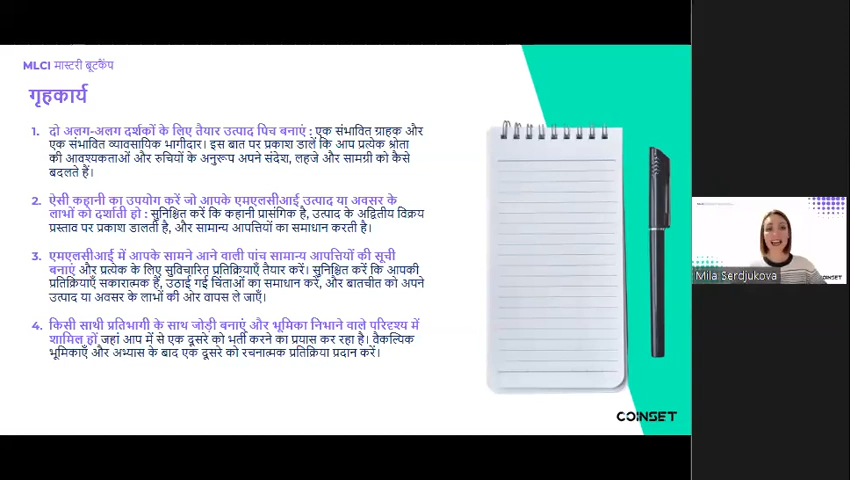 MLCI मास्टरी बूटकैंप
गृहकार्य
1. दो अलग-अलग दर्शकों के लिए तैयार उत्पाद पिच बनाएं : एक संभावित ग्राहक और
एक संभावित व्यावसायिक भागीदार। इस बात पर प्रकाश डालें कि आप प्रत्येक श्रोता
की आवश्यकताओं और रुचियों के अनुरूप अपने संदेश, लहजे और सामग्री को कैसे
बदलते हैं।
2. ऐसी कहानी का उपयोग करें जो आपके एमएलसीआई उत्पाद या अवसर के
लाभों को दर्शाती हो : सुनिश्चित करें कि कहानी प्रासंगिक है, उत्पाद के अद्वितीय विक्रय
प्रस्ताव पर प्रकाश डालती है, और सामान्य आपत्तियों का समाधान करती है।
3. एमएलसीआई में आपके सामने आने वाली पांच सामान्य आपत्तियों की सूची
बनाएं और प्रत्येक के लिए सुविचारित प्रतिक्रियाएँ तैयार करें। सुनिश्चित करें कि आपकी
प्रतिक्रियाएँ सकारात्मक हैं, उठाई गई चिंताओं का समाधान करें, और बातचीत को अपने
उत्पाद या अवसर के लाभों की ओर वापस ले जाएँ।
4. किसी साथी प्रतिभागी के साथ जोड़ी बनाएं और भूमिका निभाने वाले परिदृश्य में
शामिल हों जहां आप में से एक दूसरे को भर्ती करने का प्रयास कर रहा है। वैकल्पिक
भूमिकाएँ और अभ्यास के बाद एक दूसरे को रचनात्मक प्रतिक्रिया प्रदान करें।
COINSET
Mila Serdjukova